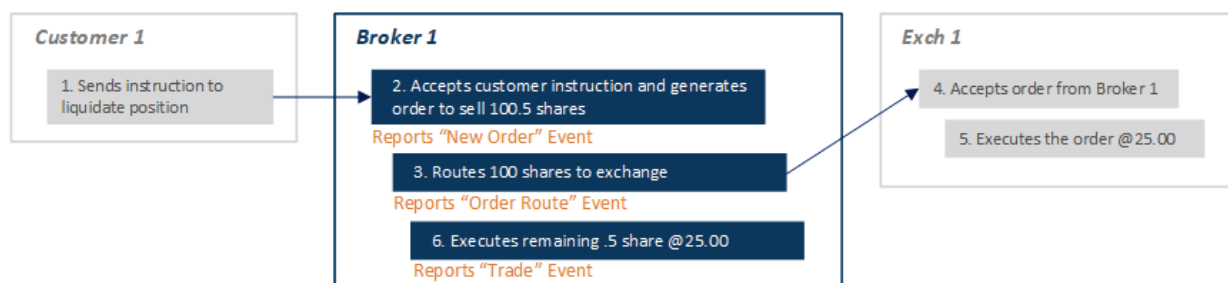 Customer 1
1. Sends instruction to
liquidate position
Broker 1
2. Accepts customer instruction and generates
order to sell 100.5 shares
Reports “New Order” Event
3. Routes 100 shares to exchange
Reports “Order Route” Event
6. Executes remaining .5 share @25.00
Reports “Trade” Event
Exch 1
4. Accepts order from Broker 1
5. Executes the order @25.00